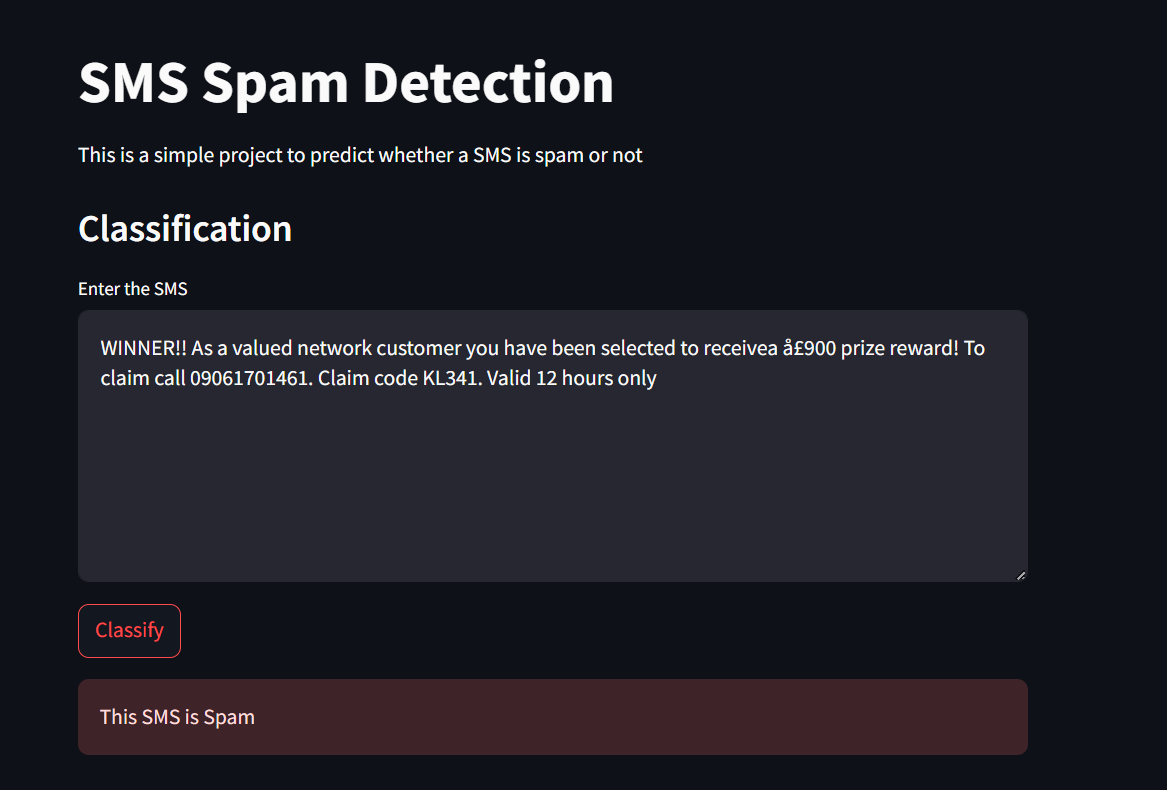 SMS Spam Detection
This is a simple project to predict whether a SMS is spam or not
Classification
Enter the SMS
WINNER!! As a valued network customer you have been selected to receivea å£900 prize reward! To
claim call 09061701461. Claim code KL341. Valid 12 hours only
Classify
This SMS is Spam